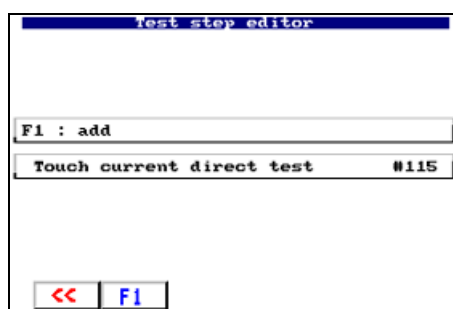 Test step editor
F1 : add
Touch current direct test #115
<< F1